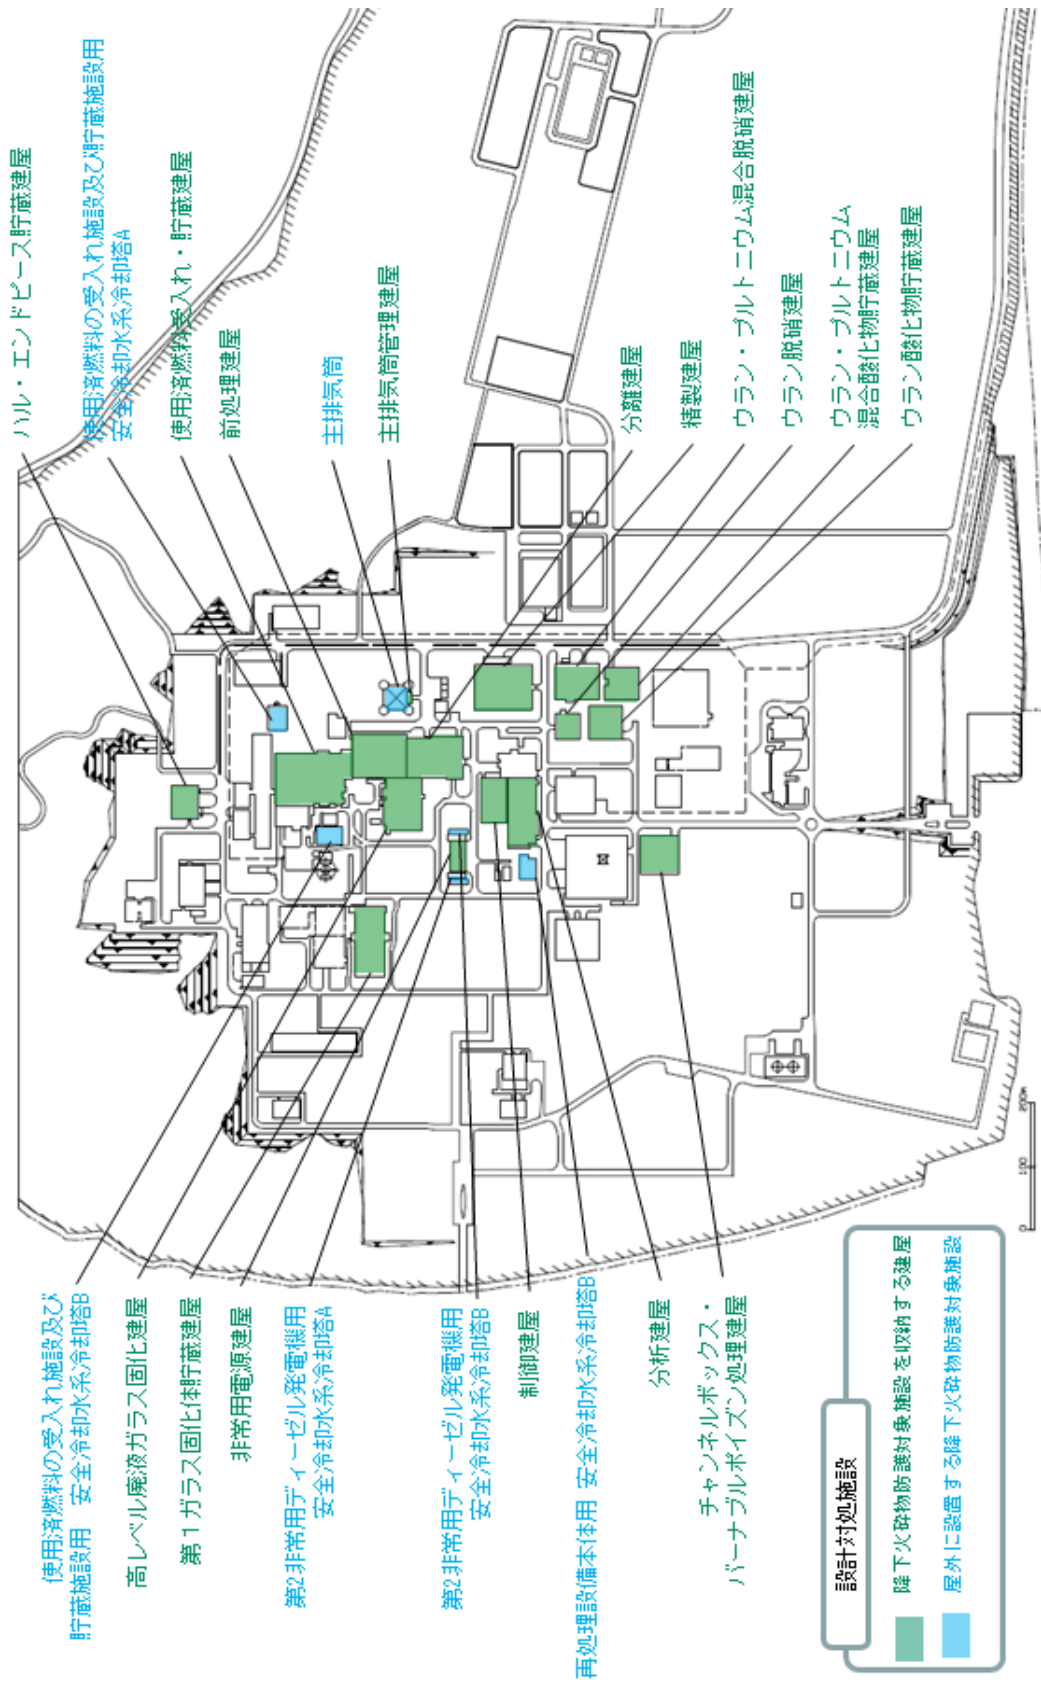 ハル・エンドピース貯蔵建屋
使用済燃料の受入れ施設及び貯蔵施設用
安全冷却水系冷却塔A
使用済燃料受入れ・貯蔵建屋
前処理建屋
主排気筒
主排気筒管理建屋
分離建屋
精製建屋
ウラン・プルトニウム混合脱硝建屋
ウラン脱硝建屋
ウラン・プルトニウム
混合酸化物貯蔵建屋
ウラン酸化物貯蔵建屋
使用済燃料の受入れ施設及び
貯蔵施設用 安全冷却水系冷却塔B
高レベル廃液ガラス固化建屋
第1ガラス固化体貯蔵建屋
非常用電源建屋
第2非常用ディーゼル発電機用
安全冷却水系冷却塔A
第2非常用ディーゼル発電機用
安全冷却水系冷却塔B
制御建屋
再処理設備本体用 安全冷却水系冷却塔B
分析建屋
チャンネルボックス・
バーナブルポイズン処理建屋
設計対処施設
降下火砕物防護対象施設を収納する建屋
屋外に設置する降下火砕物防護対象施設
0 100 200m